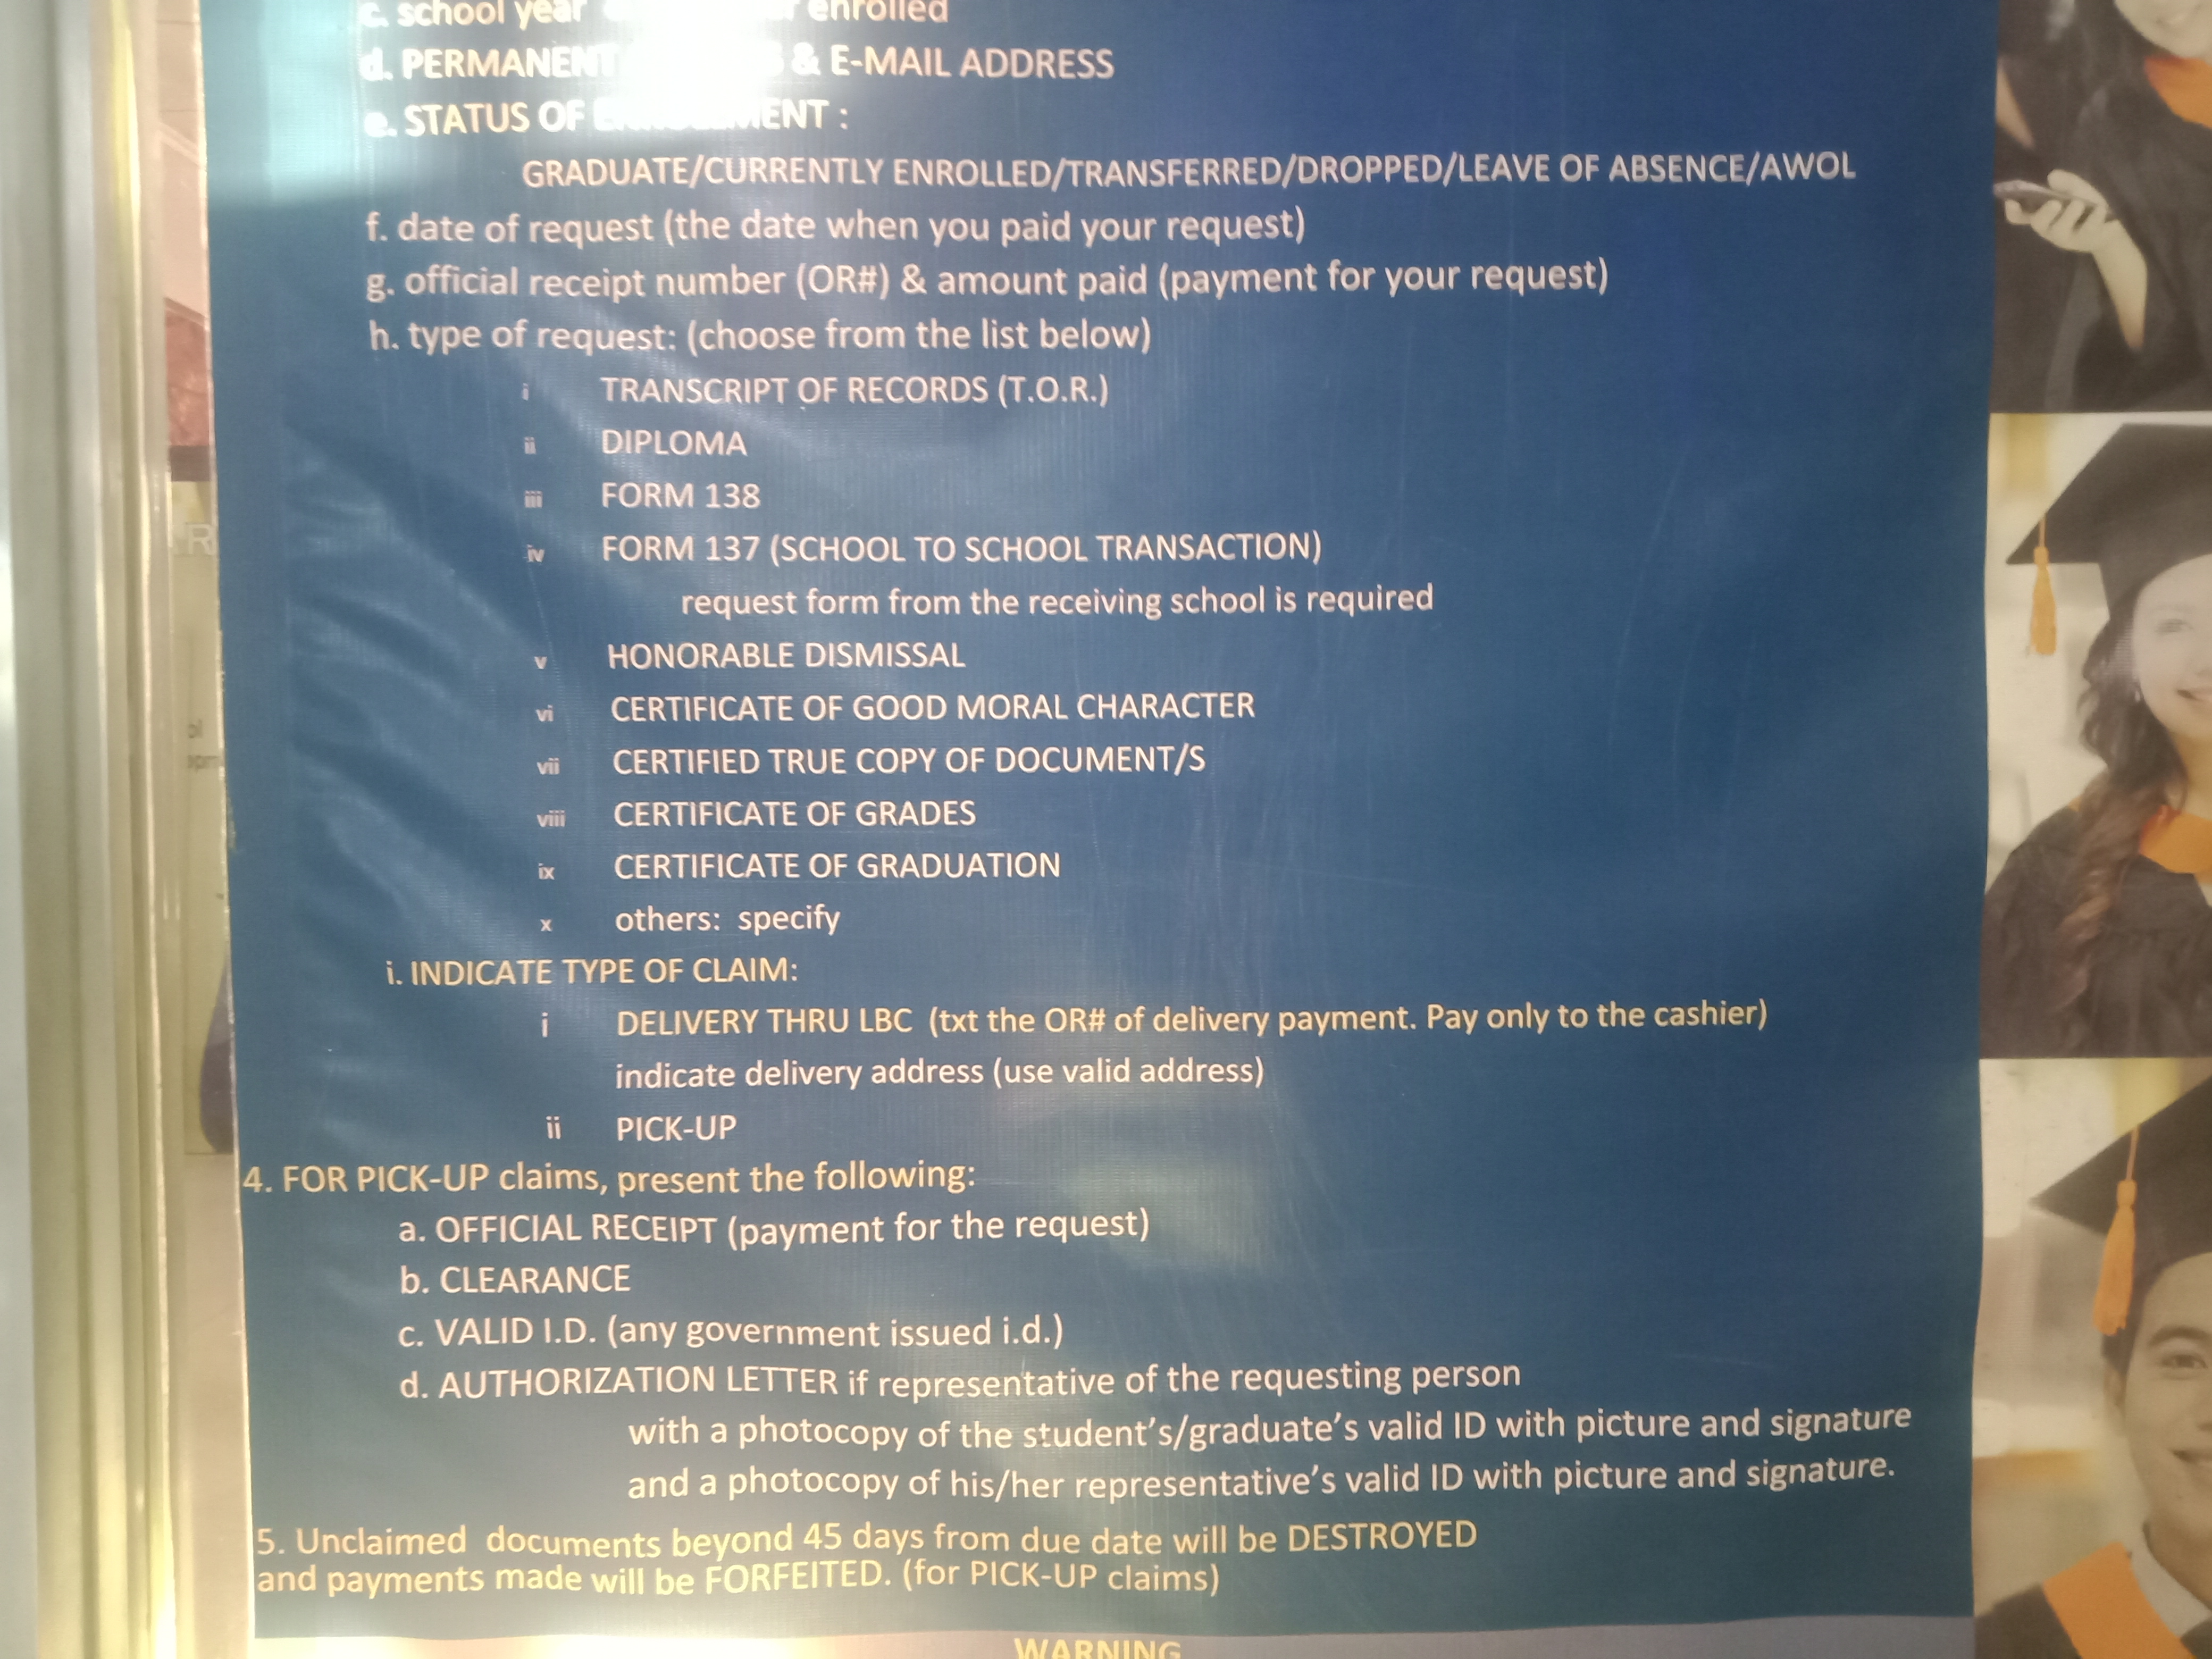 c. school year enrolled
d. PERMANENT & E-MAIL ADDRESS
e. STATUS OF :
GRADUATE/CURRENTLY ENROLLED/TRANSFERRED/DROPPED/LEAVE OF ABSENCE/AWOL
f. date of request (the date when you paid your request)
g. official receipt number (OR#) & amount paid (payment for your request)
h. type of request: (choose from the list below)
i TRANSCRIPT OF RECORDS (T.O.R.)
ii DIPLOMA
iii FORM 138
iv FORM 137 (SCHOOL TO SCHOOL TRANSACTION)
request form from the receiving school is required
v HONORABLE DISMISSAL
vi CERTIFICATE OF GOOD MORAL CHARACTER
vii CERTIFIED TRUE COPY OF DOCUMENT/S
viii CERTIFICATE OF GRADES
ix CERTIFICATE OF GRADUATION
x others: specify
i. INDICATE TYPE OF CLAIM:
i DELIVERY THRU LBC (txt the OR# of delivery payment. Pay only to the cashier)
indicate delivery address (use valid address)
ii PICK-UP
4. FOR PICK-UP claims, present the following:
a. OFFICIAL RECEIPT (payment for the request)
b. CLEARANCE
c. VALID I.D. (any government issued i.d.)
d. AUTHORIZATION LETTER if representative of the requesting person
with a photocopy of the student's/graduate's valid ID with picture and signature
and a photocopy of his/her representative's valid ID with picture and signature.
5. Unclaimed documents beyond 45 days from due date will be DESTROYED
and payments made will be FORFEITED. (for PICK-UP claims)
WARNING